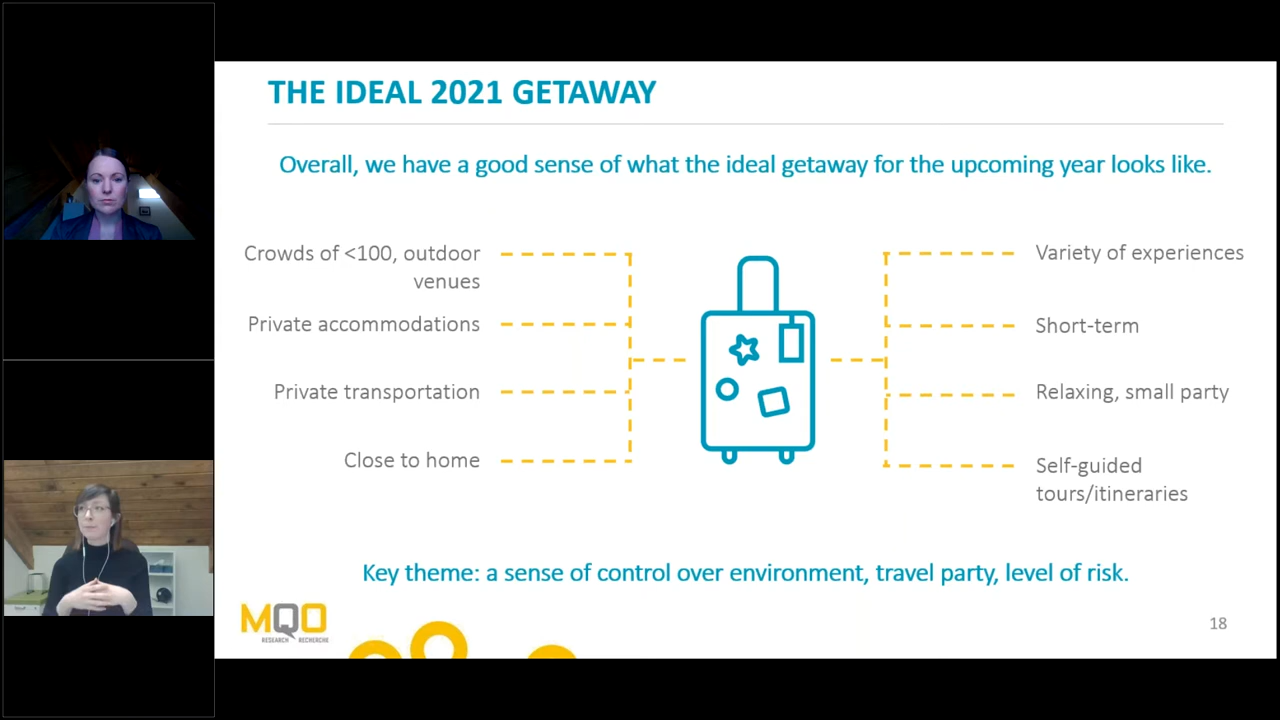 THE IDEAL 2021 GETAWAY
Overall, we have a good sense of what the ideal getaway for the upcoming year looks like.
Crowds of <100, outdoor
venues
Private accommodations
Private transportation
Close to home
Variety of experiences
Short-term
Relaxing, small party
Self-guided
tours/itineraries
Key theme: a sense of control over environment, travel party, level of risk.
MQO
RESEARCH RECHERCHE
18